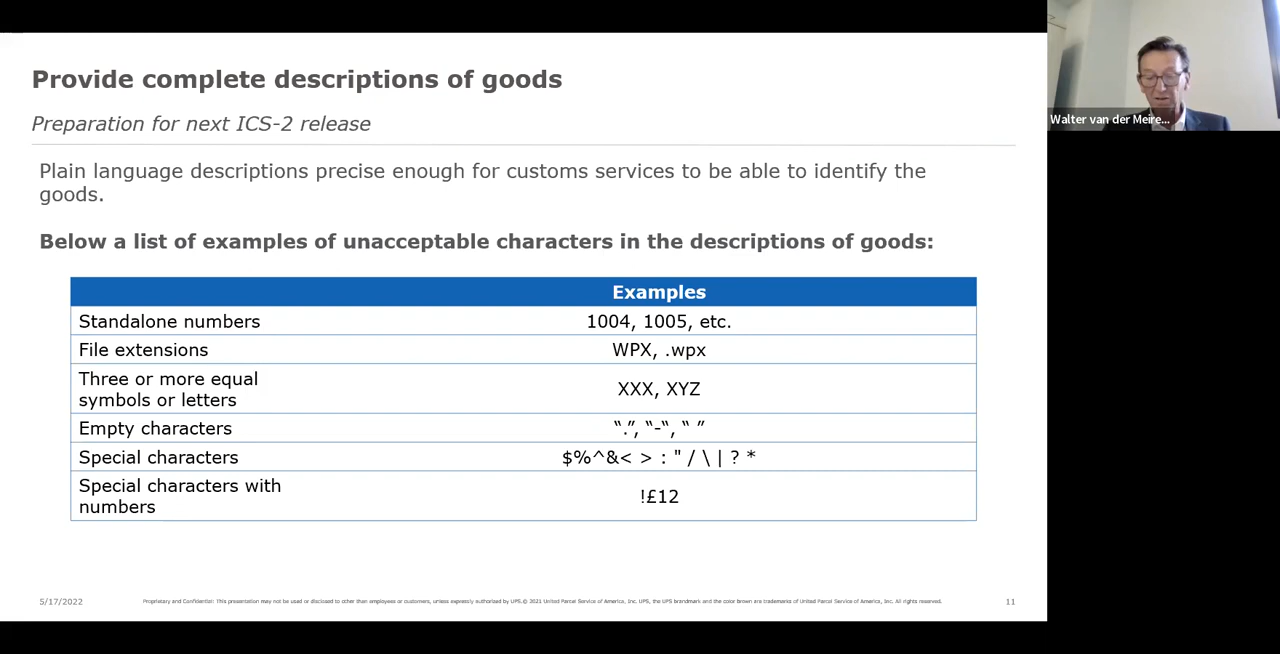 Provide complete descriptions of goods
Preparation for next ICS-2 release
Plain language descriptions precise enough for customs services to be able to identify the
goods.
Below a list of examples of unacceptable characters in the descriptions of goods:
Examples
Standalone numbers 1004, 1005, etc.
File extensions WPX, .wpx
Three or more equal
symbols or letters XXX, XYZ
Empty characters “.”, “-“, “ ”
Special characters $%^&< > : " / \ | ? *
Special characters with
numbers !£12
5/17/2022 Proprietary and Confidential: This presentation may not be used or disclosed to other than employees or customers, unless expressly authorized by UPS.© 2021 United Parcel Service of America, Inc. UPS, the UPS brandmark and the color brown are trademarks of United Parcel Service of America, Inc. All rights reserved. 11
Walter van der Meire...